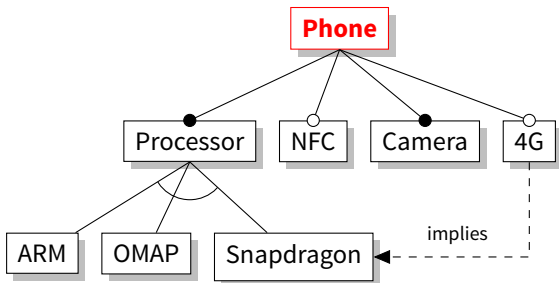 Phone
Processor
NFC
Camera
4G
implies
ARM
OMAP
Snapdragon